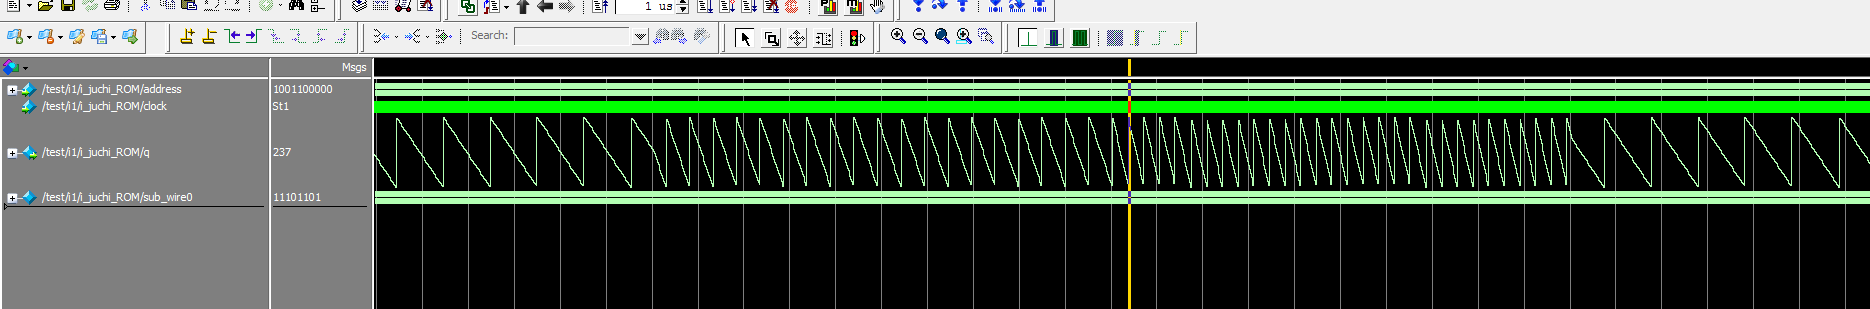 1 us
Search:
Msgs
/test/i1/i_juchi_ROM/address 1001100000
/test/i1/i_juchi_ROM/clock St1
/test/i1/i_juchi_ROM/q 237
/test/i1/i_juchi_ROM/sub_wire0 11101101